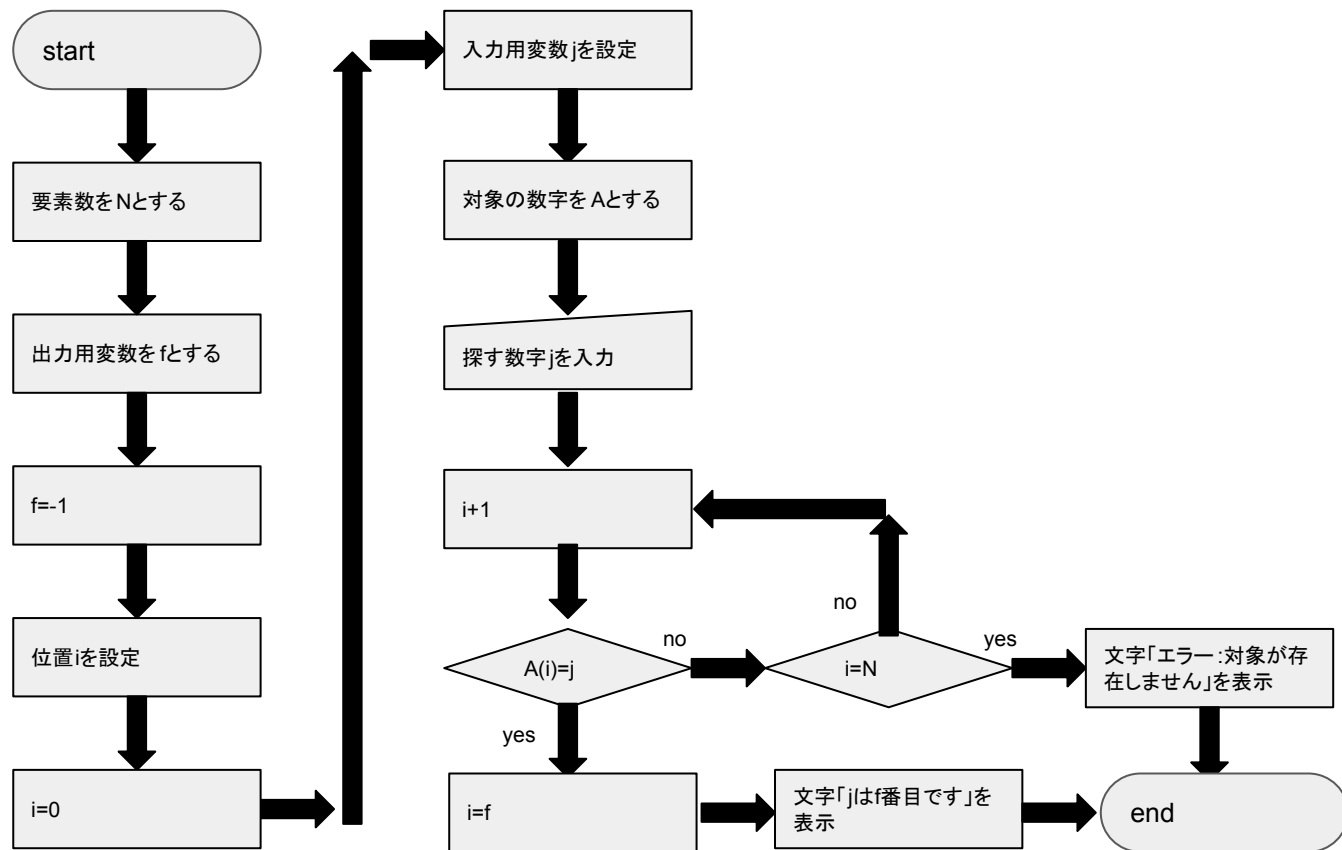 start
要素数をNとする
出力用変数をfとする
f=-1
位置iを設定
i=0
入力用変数jを設定
対象の数字をAとする
探す数字jを入力
i+1
A(i)=j
no
i=N
no
yes
文字「エラー：対象が存
在しません」を表示
yes
i=f
文字「jはf番目です」を
表示
end